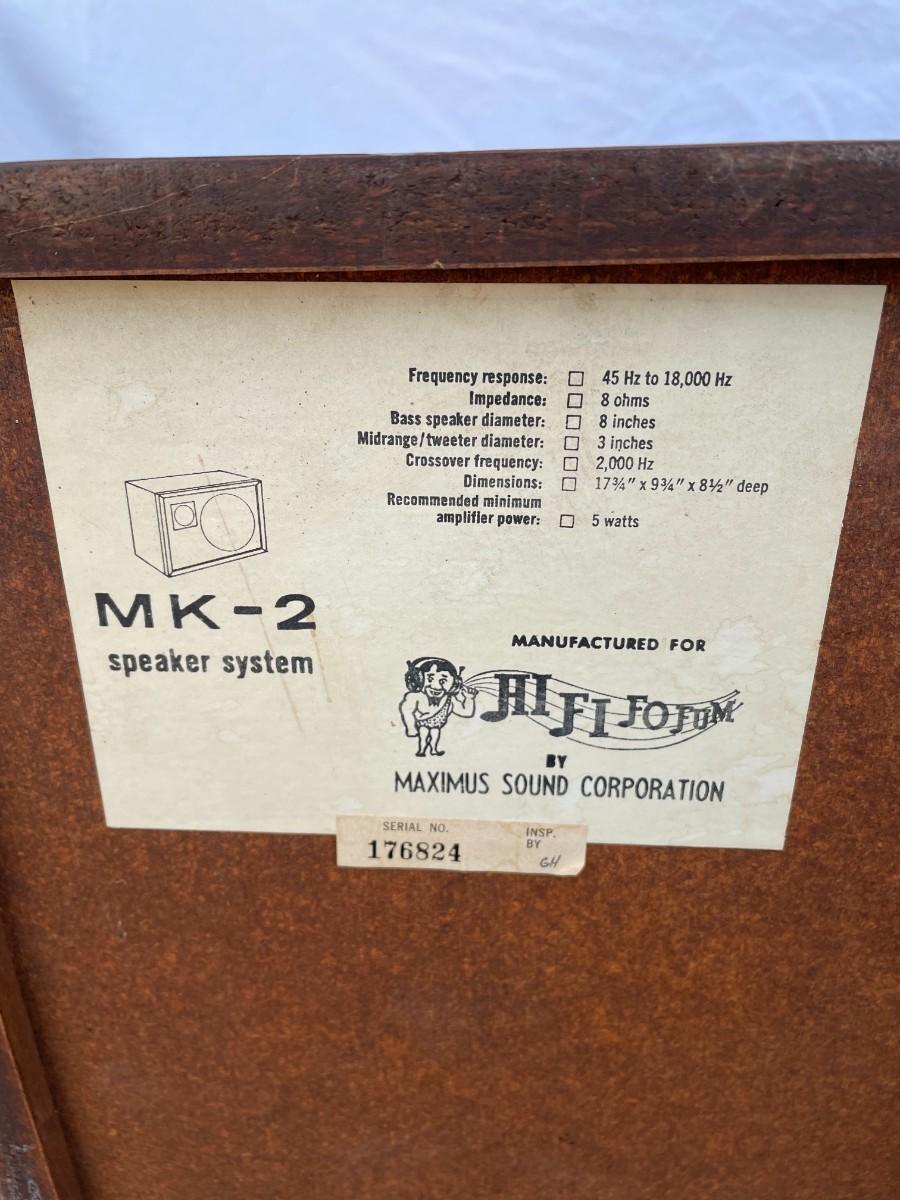 Frequency response: □ 45 Hz to 18,000 Hz
Impedance: □ 8 ohms
Bass speaker diameter: □ 8 inches
Midrange/tweeter diameter: □ 3 inches
Crossover frequency: □ 2,000 Hz
Dimensions: □ 17¾" x 9¾" x 8½" deep
Recommended minimum
amplifier power: □ 5 watts
MK-2
speaker system
MANUFACTURED FOR
HI FI FO FUM
BY
MAXIMUS SOUND CORPORATION
SERIAL NO.
176824
INSP.
BY
GH